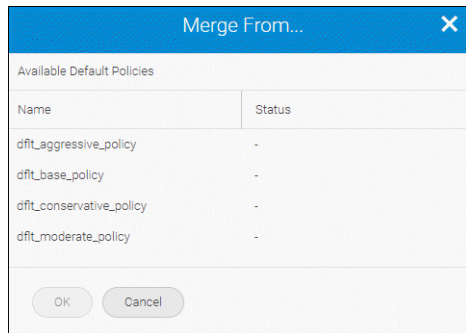 Merge From...
Available Default Policies
Name Status
dflt_aggressive_policy -
dflt_base_policy -
dflt_conservative_policy -
dflt_moderate_policy -
OK Cancel